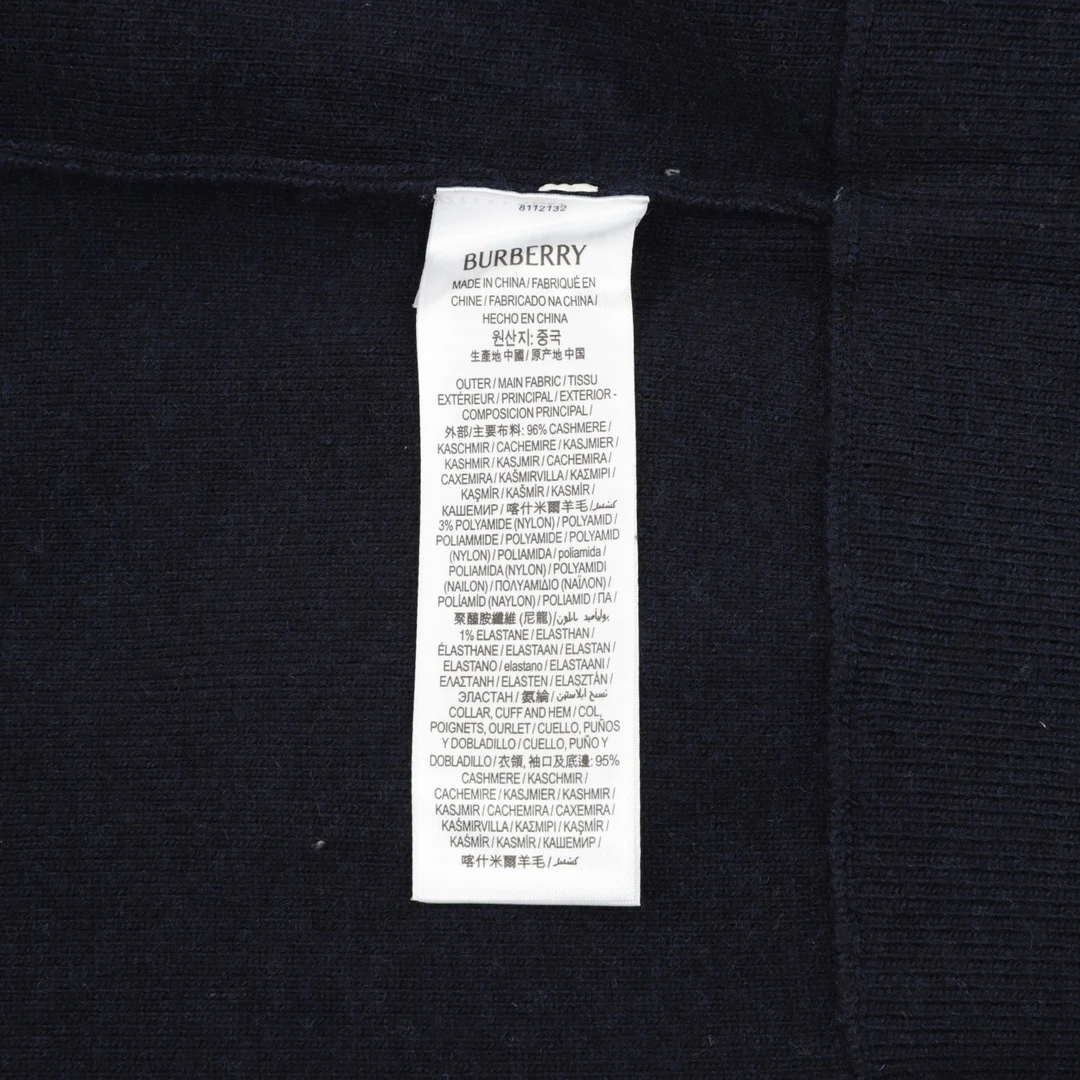 8112132
BURBERRY
MADE IN CHINA / FABRIQUÉ EN
CHINE / FABRICADO NA CHINA /
HECHO EN CHINA
원산지: 중국
生產地 中國 / 原产地 中国
OUTER / MAIN FABRIC / TISSU
EXTÉRIEUR / PRINCIPAL / EXTERIOR -
COMPOSICION PRINCIPAL /
外部/主要布料: 96% CASHMERE /
KASCHMIR / CACHEMIRE / KASJMIER /
KASHMIR / KASJMIR / CACHEMIRA /
CAXEMIRA / KAŠMIRVILLA / ΚΑΣΜΙΡΙ /
KAŞMİR / KAŠMÍR / KASMÍR /
КАШЕМИР / 喀什米爾羊毛 / كشمير
3% POLYAMIDE (NYLON) / POLYAMID /
POLIAMMIDE / POLYAMIDE / POLYAMID
(NYLON) / POLIAMIDA / poliamida /
POLIAMIDA (NYLON) / POLYAMIDI
(NAILON) / ΠΟΛΥΑΜΙΔΙΟ (ΝΑΪΛΟΝ) /
POLİAMİD (NAYLON) / POLIAMID / ПА /
聚醯胺纖維 (尼龍)/بولياميد نايلون
1% ELASTANE / ELASTHAN /
ÉLASTHANE / ELASTAAN / ELASTAN /
ELASTANO / elastano / ELASTAANI /
ΕΛΑΣΤΑΝΗ / ELASTEN / ELASZTÁN /
ЭЛАСТАН / 氨綸 / نسيج ايلاستين
COLLAR, CUFF AND HEM / COL,
POIGNETS, OURLET / CUELLO, PUÑOS
Y DOBLADILLO / CUELLO, PUÑO Y
DOBLADILLO / 衣領, 袖口及底邊: 95%
CASHMERE / KASCHMIR /
CACHEMIRE / KASJMIER / KASHMIR /
KASJMIR / CACHEMIRA / CAXEMIRA /
KAŠMIRVILLA / ΚΑΣΜΙΡΙ / KAŞMİR /
KAŠMÍR / KASMÍR / КАШЕМИР /
喀什米爾羊毛 / كشمير